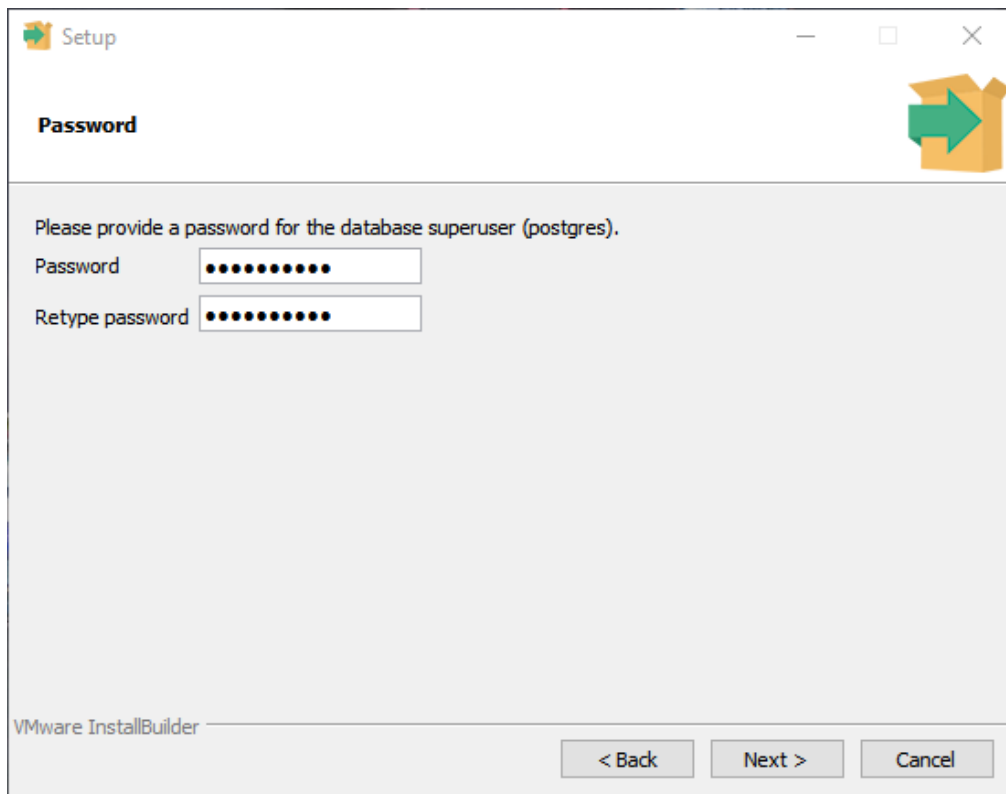 Setup
Password
Please provide a password for the database superuser (postgres).
Password ••••••••••
Retype password ••••••••••
VMware InstallBuilder
< Back Next > Cancel